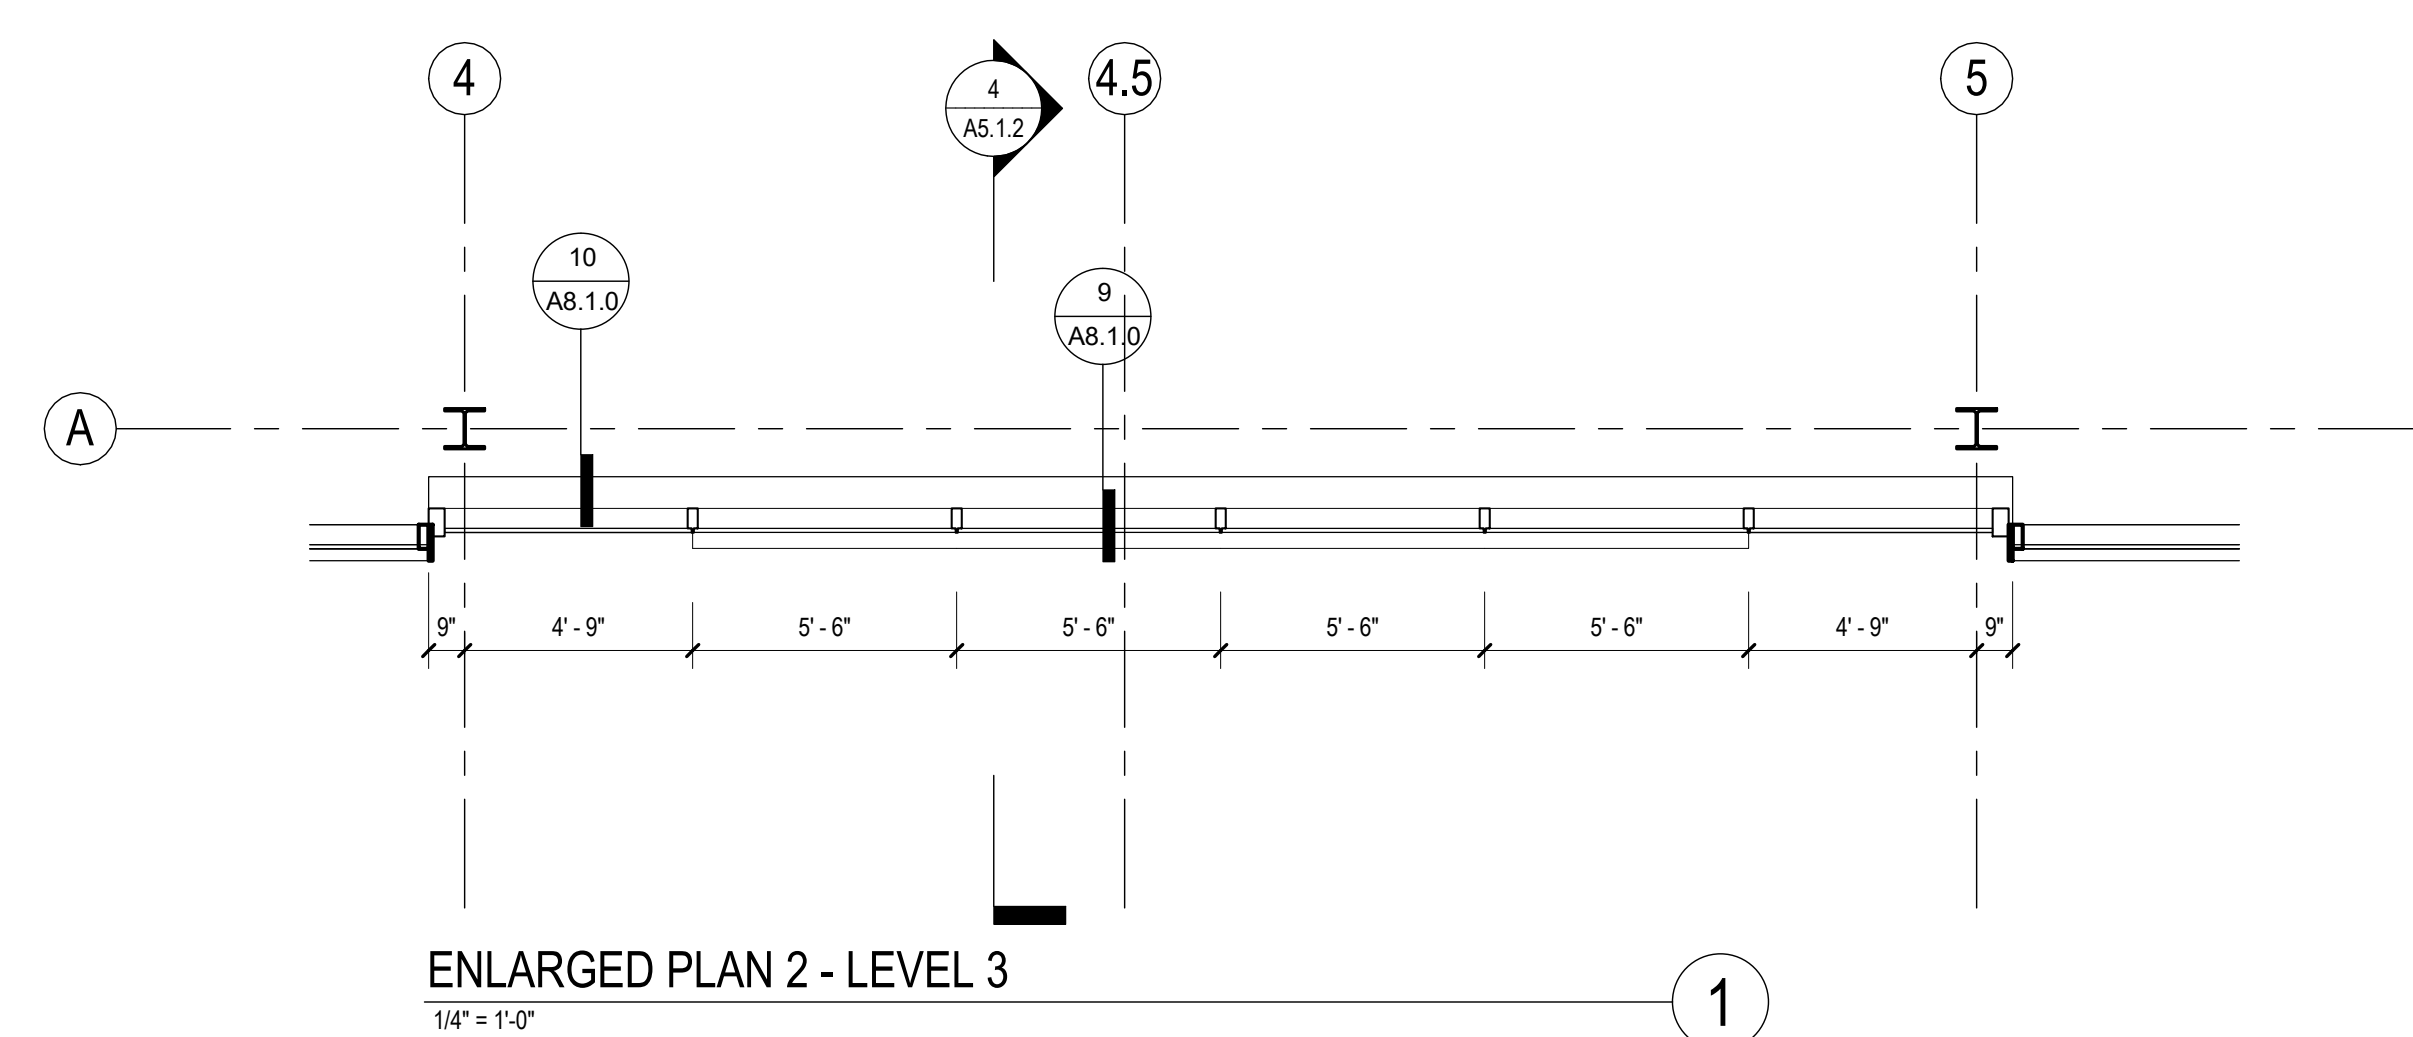 4
4
A5.1.2
4.5
5
10
A8.1.0
9
A8.1.0
A
9"
4' - 9"
5' - 6"
5' - 6"
5' - 6"
5' - 6"
4' - 9"
9"
ENLARGED PLAN 2 - LEVEL 3
1
1/4" = 1'-0"